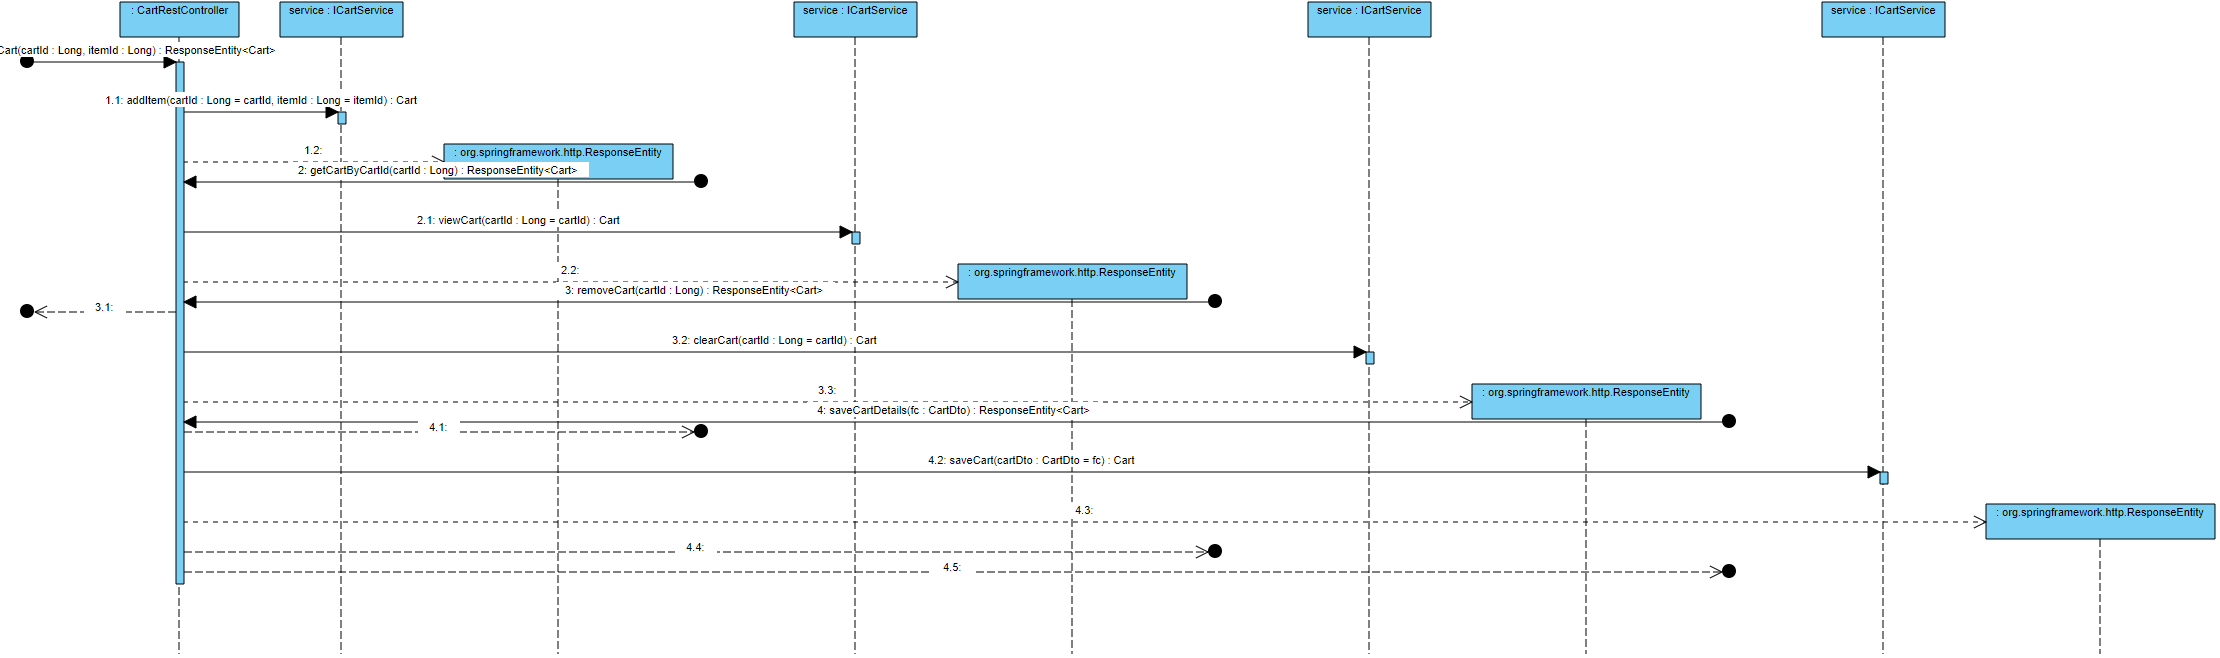 : CartRestController
service : ICartService
service : ICartService
service : ICartService
service : ICartService
Cart(cartId : Long, itemId : Long) : ResponseEntity<Cart>
1.1: addItem(cartId : Long = cartId, itemId : Long = itemId) : Cart
1.2:
: org.springframework.http.ResponseEntity
2: getCartByCartId(cartId : Long) : ResponseEntity<Cart>
2.1: viewCart(cartId : Long = cartId) : Cart
2.2:
: org.springframework.http.ResponseEntity
3: removeCart(cartId : Long) : ResponseEntity<Cart>
3.1:
3.2: clearCart(cartId : Long = cartId) : Cart
3.3:
: org.springframework.http.ResponseEntity
4: saveCartDetails(fc : CartDto) : ResponseEntity<Cart>
4.1:
4.2: saveCart(cartDto : CartDto = fc) : Cart
4.3:
: org.springframework.http.ResponseEntity
4.4:
4.5: